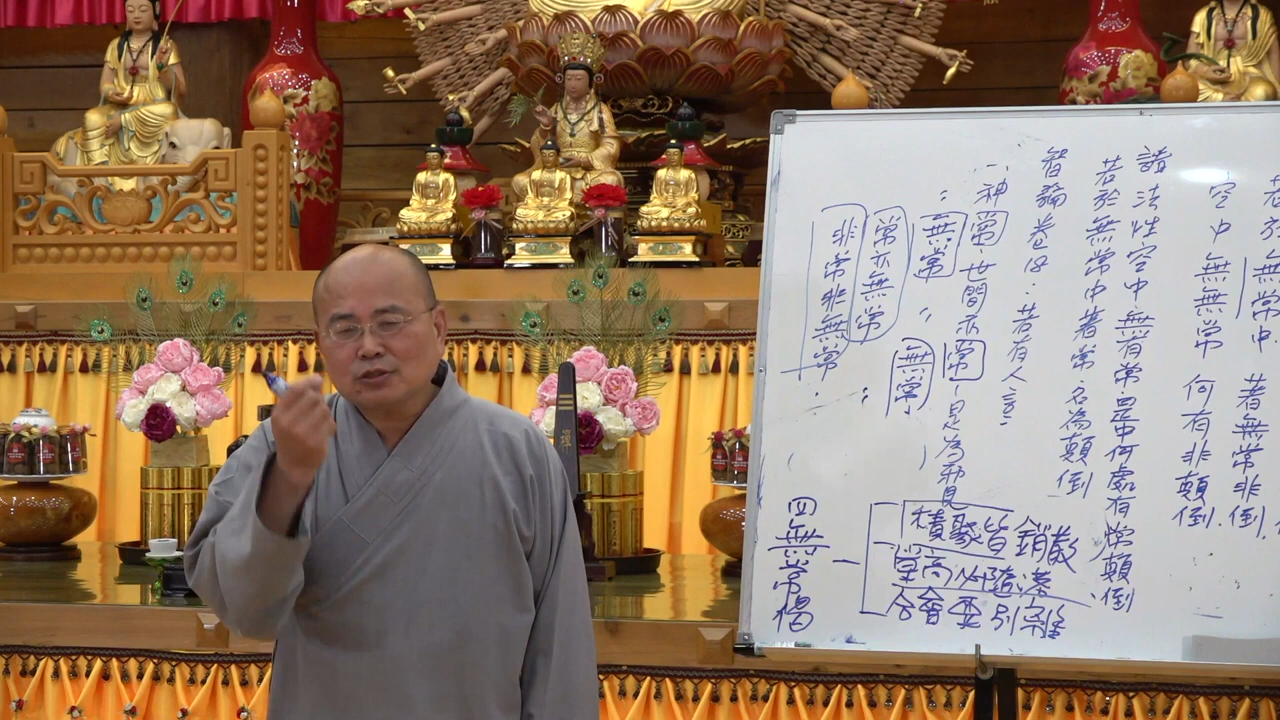 若於無常中 著無常非倒.
空中無無常 何有非顛倒.
諸法性空中無有常是中何處有常顛倒
若於無常中著常 名為顛倒
智論卷18:若有人言
一神常 世間亦常 是為邪見
〃 無常 〃 無常
常亦無常
非常非無常
四無常偈
積聚皆銷散
崇高必墮落
合會要別離